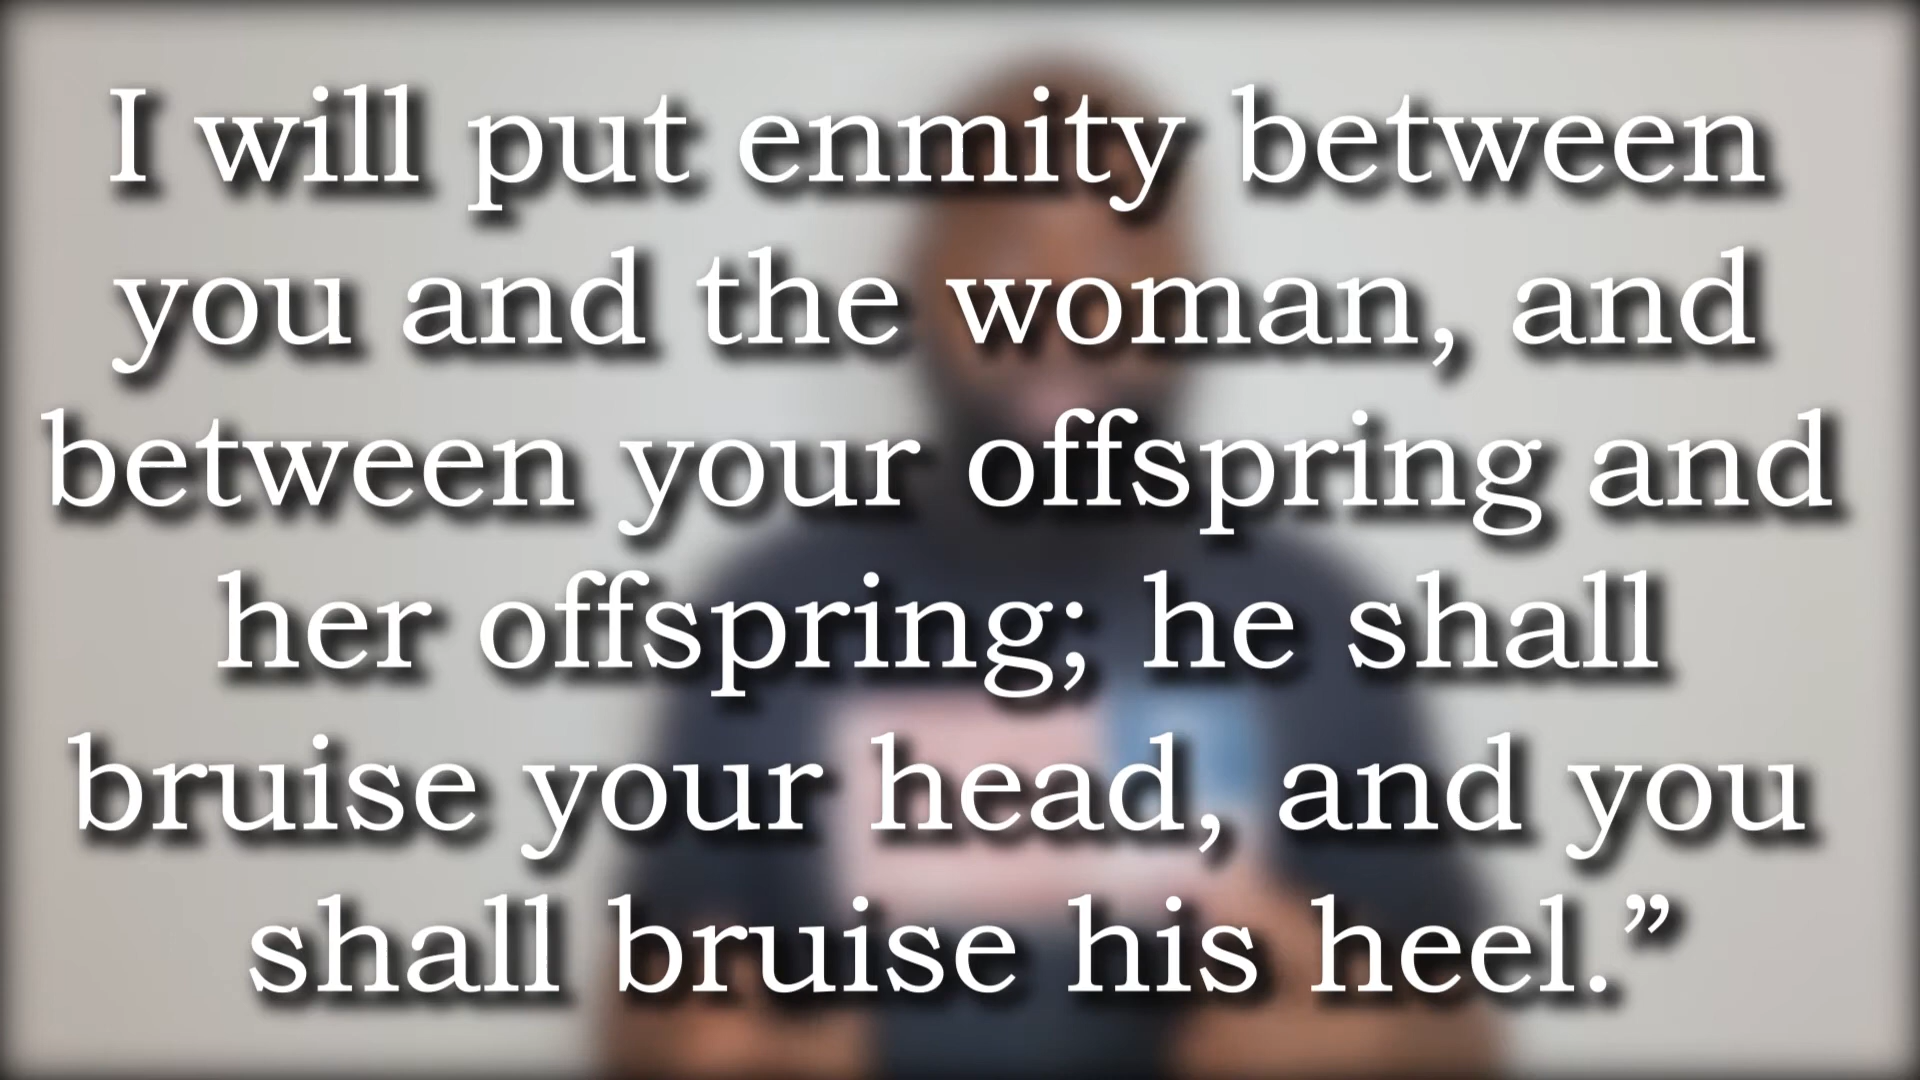 I will put enmity between
you and the woman, and
between your offspring and
her offspring; he shall
bruise your head, and you
shall bruise his heel.”